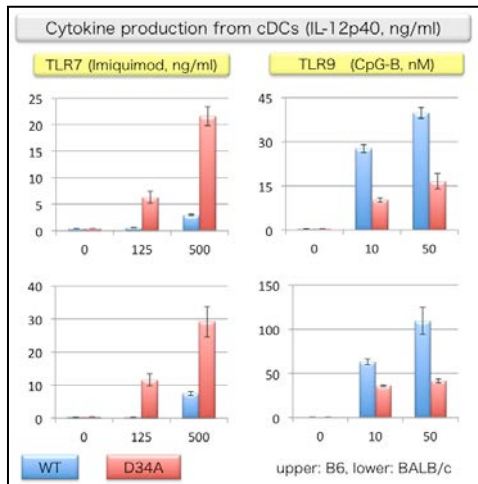 Cytokine production from cDCs (IL-12p40, ng/ml)
TLR7 (Imiquimod, ng/ml)
TLR9 (CpG-B, nM)
25
20
15
10
5
0
0 125 500
45
30
15
0
0 10 50
40
30
20
10
0
0 125 500
150
100
50
0
0 10 50
WT
D34A
upper: B6, lower: BALB/c